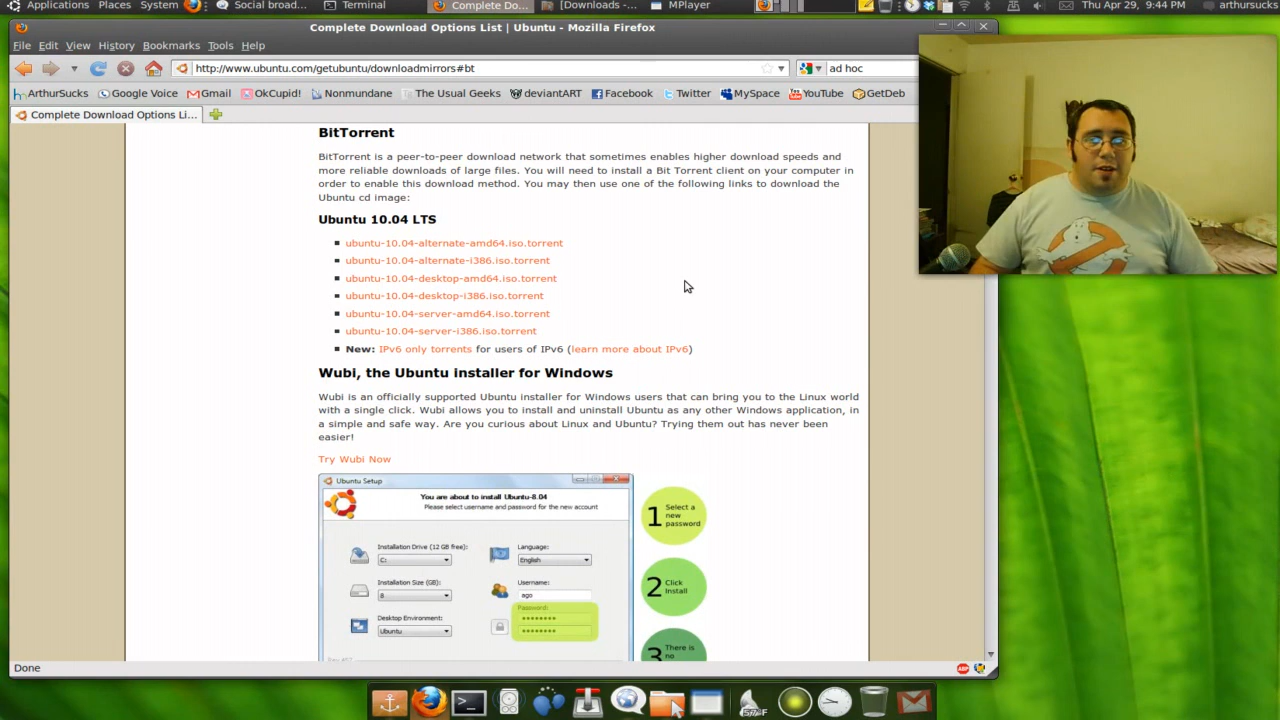 Applications Places System Social broad... Terminal Complete Do... [Downloads -... MPlayer Thu Apr 29, 9:44 PM arthursucks
Complete Download Options List | Ubuntu - Mozilla Firefox
File Edit View History Bookmarks Tools Help
http://www.ubuntu.com/getubuntu/downloadmirrors#bt ad hoc
ArthurSucks Google Voice Gmail OkCupid! Nonmundane The Usual Geeks deviantART Facebook Twitter MySpace YouTube GetDeb
Complete Download Options Li...
BitTorrent
BitTorrent is a peer-to-peer download network that sometimes enables higher download speeds and
more reliable downloads of large files. You will need to install a Bit Torrent client on your computer in
order to enable this download method. You may then use one of the following links to download the
Ubuntu cd image:
Ubuntu 10.04 LTS
ubuntu-10.04-alternate-amd64.iso.torrent
ubuntu-10.04-alternate-i386.iso.torrent
ubuntu-10.04-desktop-amd64.iso.torrent
ubuntu-10.04-desktop-i386.iso.torrent
ubuntu-10.04-server-amd64.iso.torrent
ubuntu-10.04-server-i386.iso.torrent
New: IPv6 only torrents for users of IPv6 (learn more about IPv6)
Wubi, the Ubuntu installer for Windows
Wubi is an officially supported Ubuntu installer for Windows users that can bring you to the Linux world
with a single click. Wubi allows you to install and uninstall Ubuntu as any other Windows application, in
a simple and safe way. Are you curious about Linux and Ubuntu? Trying them out has never been
easier!
Try Wubi Now
Ubuntu Setup
You are about to install Ubuntu-8.04
Please select username and password for the new account
Installation Drive (12 GB free):
C:
Language:
English
Installation Size (GB):
8
Username:
ago
Desktop Environment:
Ubuntu
Password:
1 Select a
new
password
2 Click
Install
3 There is
no
Done
ABP